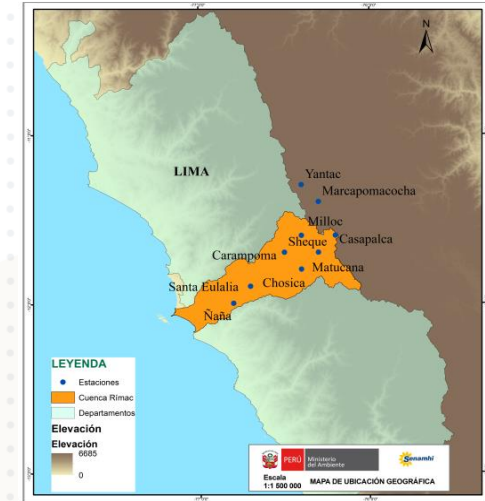 N
LIMA
Yantac
Marcapomacocha
Milloc
Sheque
Casapalca
Carampoma
Matucana
Santa Eulalia
Chosica
Ñaña
LEYENDA
Estaciones
Cuenca Rímac
Departamentos
Elevación
Elevación
6685
0
PERÚ
Ministerio
del Ambiente
Senamhi
Escala
1:1 500 000
MAPA DE UBICACIÓN GEOGRÁFICA